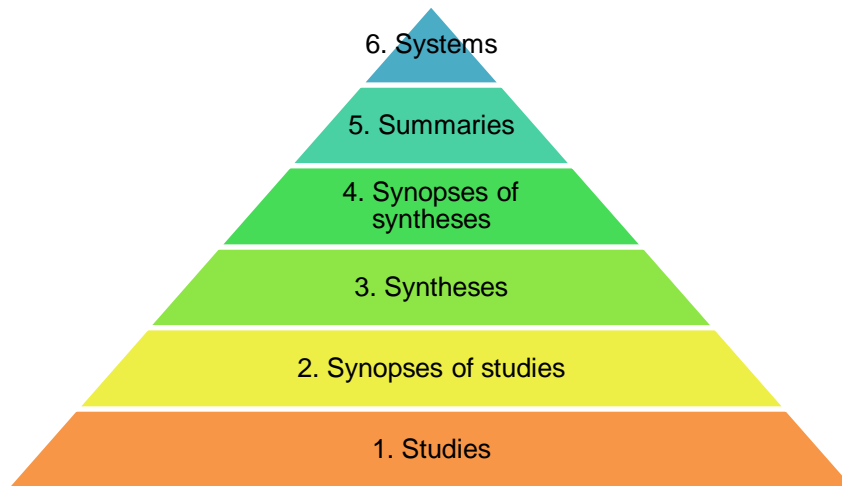 6. Systems
5. Summaries
4. Synopses of
syntheses
3. Syntheses
2. Synopses of studies
1. Studies